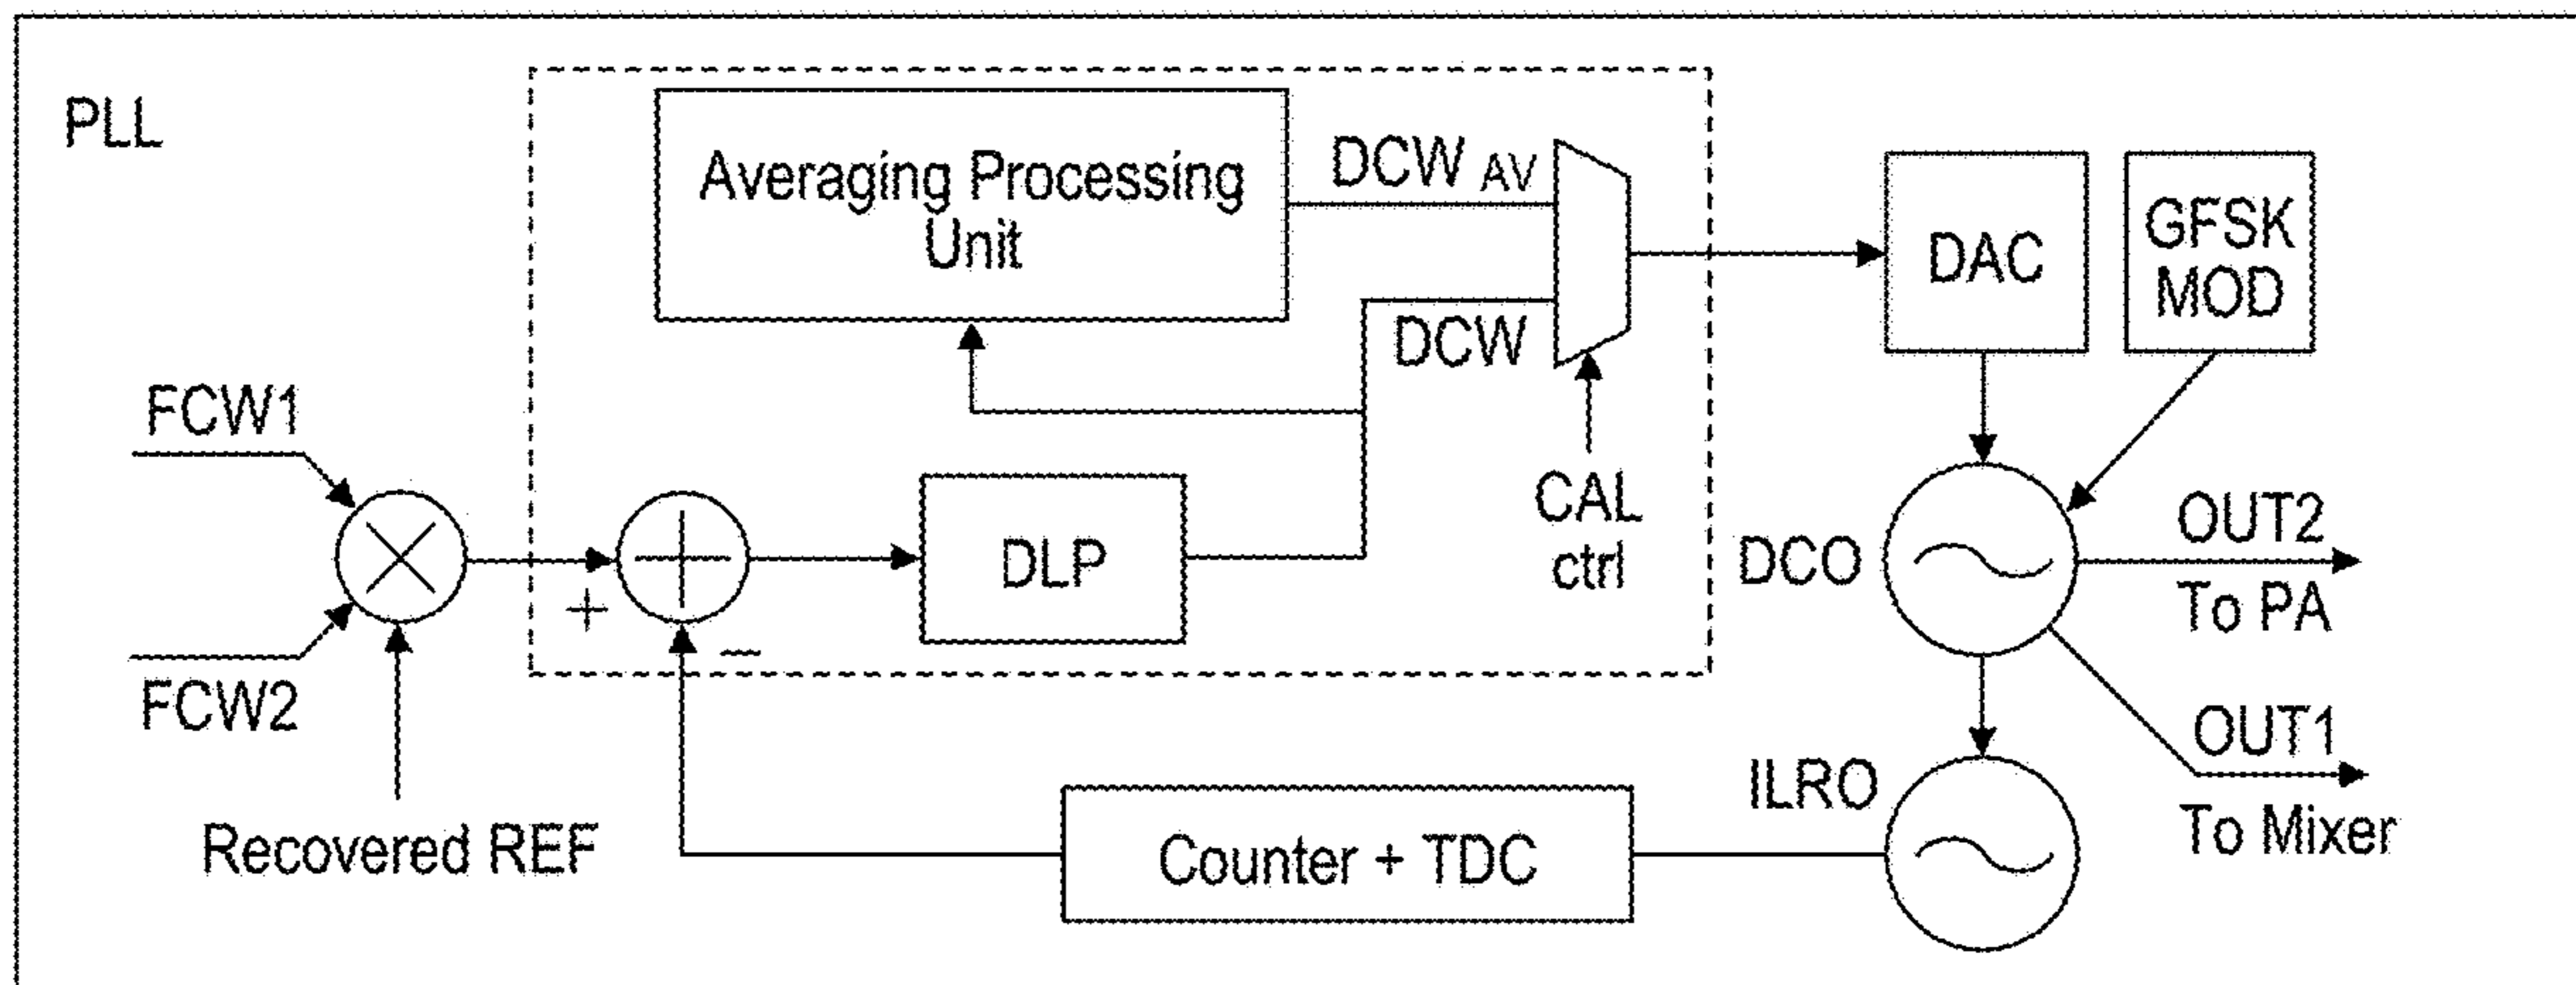 PLL
Averaging Processing
Unit
DCW AV
DCW
DAC
GFSK
MOD
FCW1
FCW2
Recovered REF
+
−
DLP
CAL
ctrl
DCO
OUT2
To PA
OUT1
To Mixer
ILRO
Counter + TDC